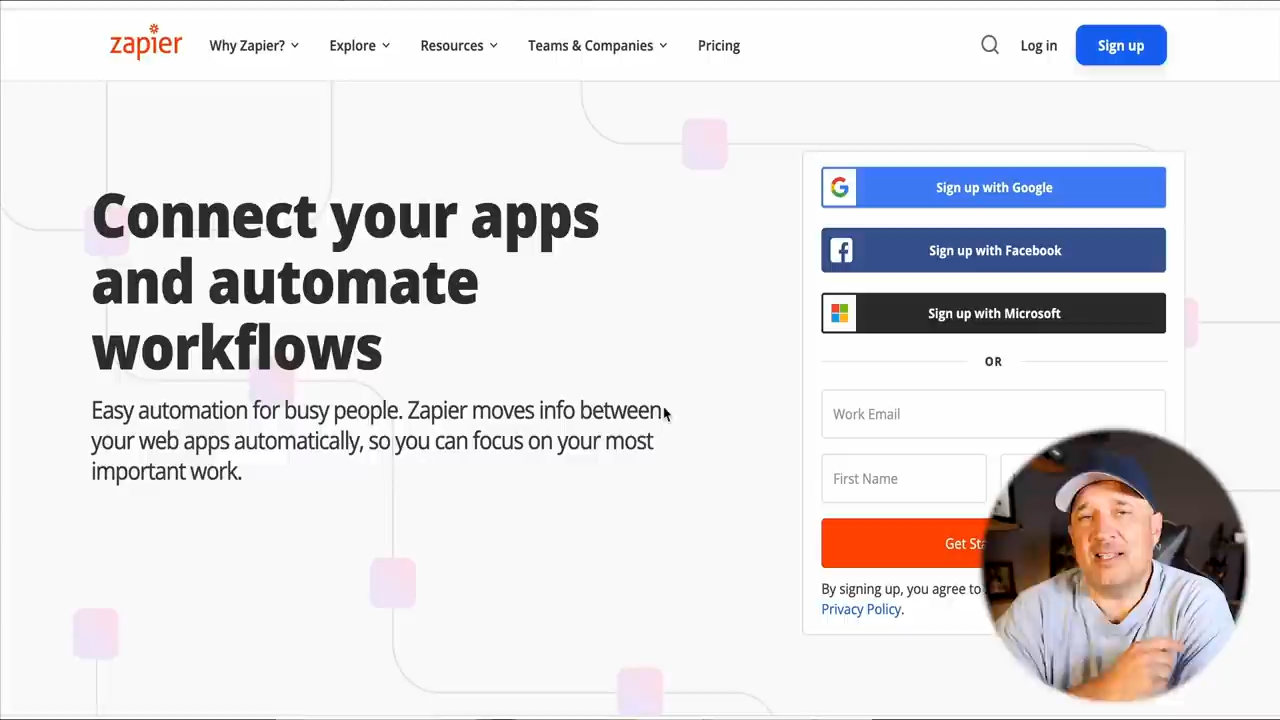 zapier
Why Zapier?
Explore
Resources
Teams & Companies
Pricing
Log in
Sign up
Connect your apps
and automate
workflows
Easy automation for busy people. Zapier moves info between
your web apps automatically, so you can focus on your most
important work.
Sign up with Google
Sign up with Facebook
Sign up with Microsoft
OR
Work Email
First Name
Get
By signing up, you agree to
Privacy Policy.